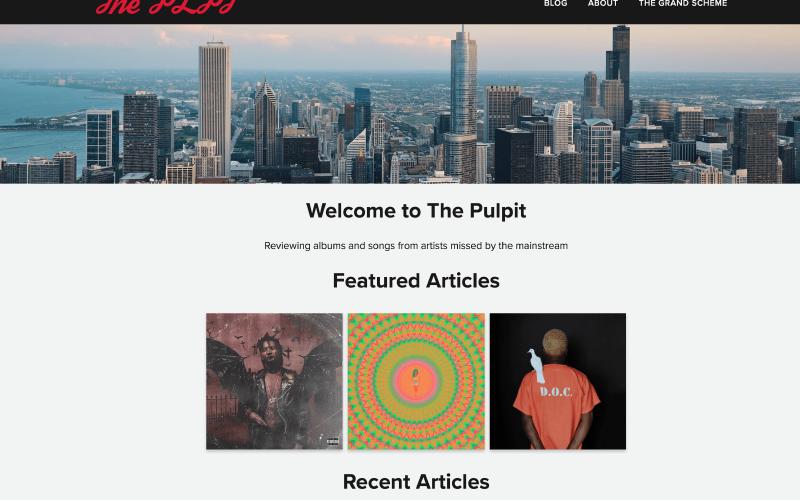 The PLPT
BLOG ABOUT THE GRAND SCHEME
Welcome to The Pulpit
Reviewing albums and songs from artists missed by the mainstream
Featured Articles
D.O.C.
Recent Articles